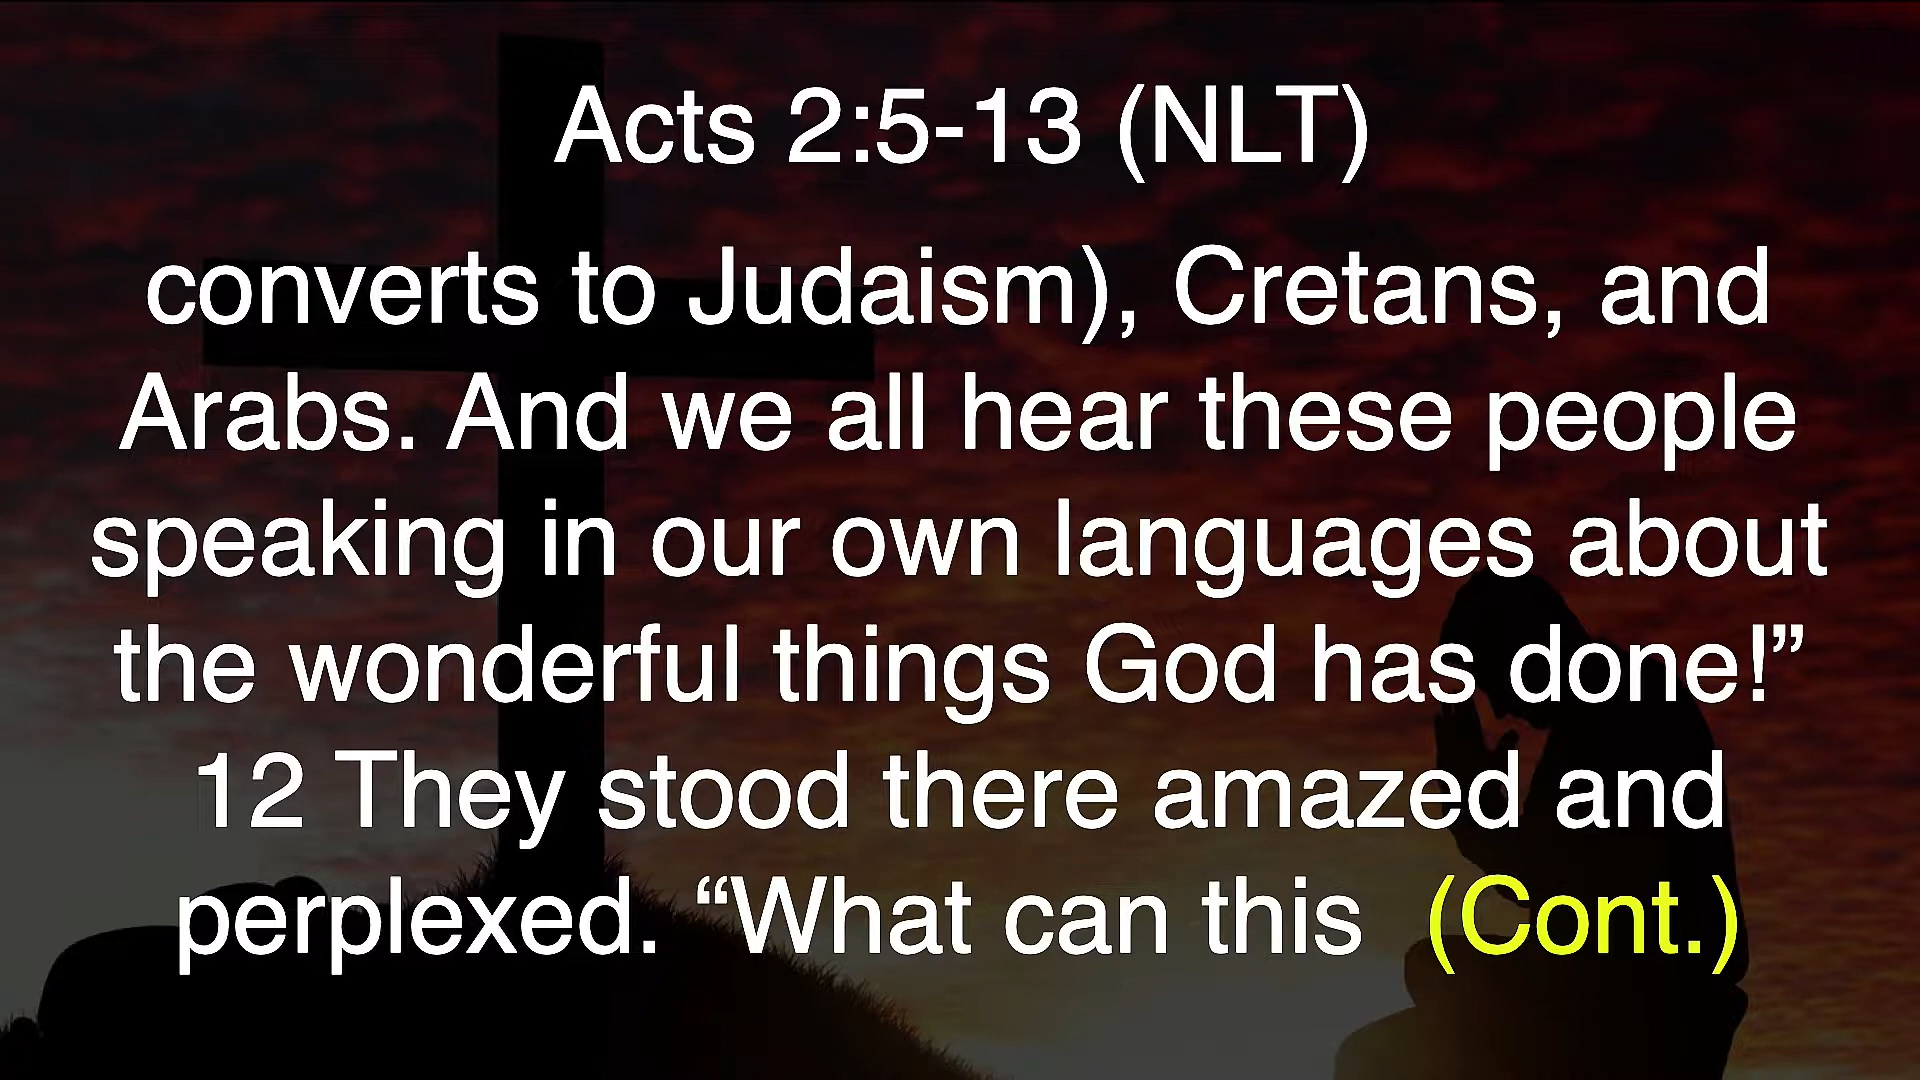 Acts 2:5-13 (NLT)
converts to Judaism), Cretans, and
Arabs. And we all hear these people
speaking in our own languages about
the wonderful things God has done!”
12 They stood there amazed and
perplexed.  “What can this  (Cont.)